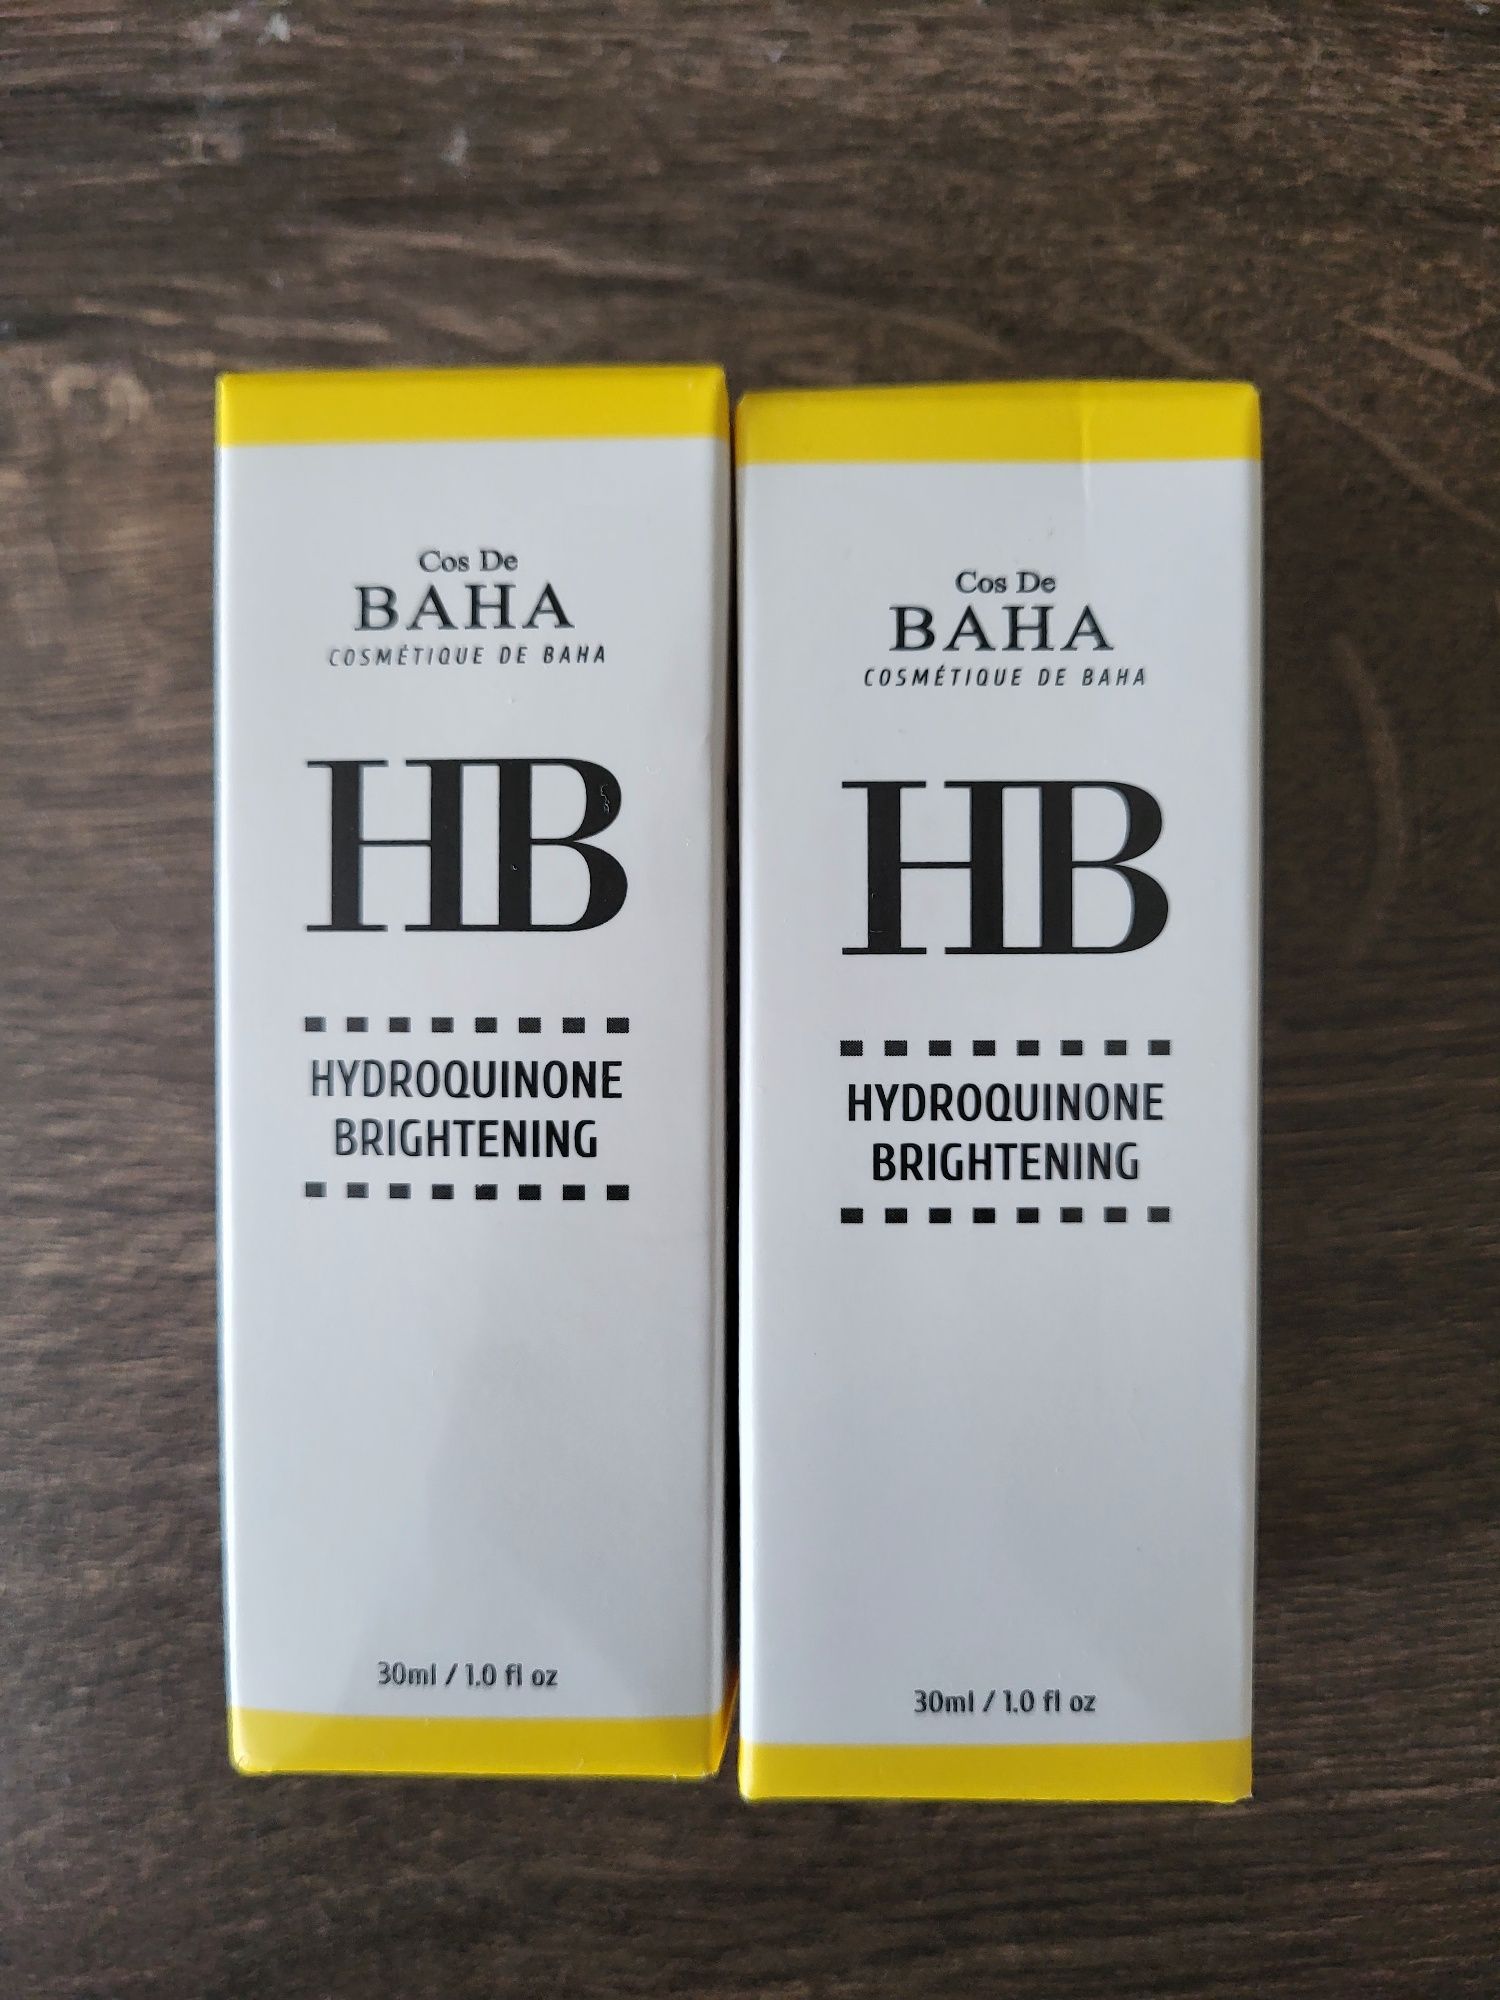 Cos De
BAHA
COSMÉTIQUE DE BAHA
HB
HYDROQUINONE
BRIGHTENING
30ml / 1.0 fl oz
Cos De
BAHA
COSMÉTIQUE DE BAHA
HB
HYDROQUINONE
BRIGHTENING
30ml / 1.0 fl oz